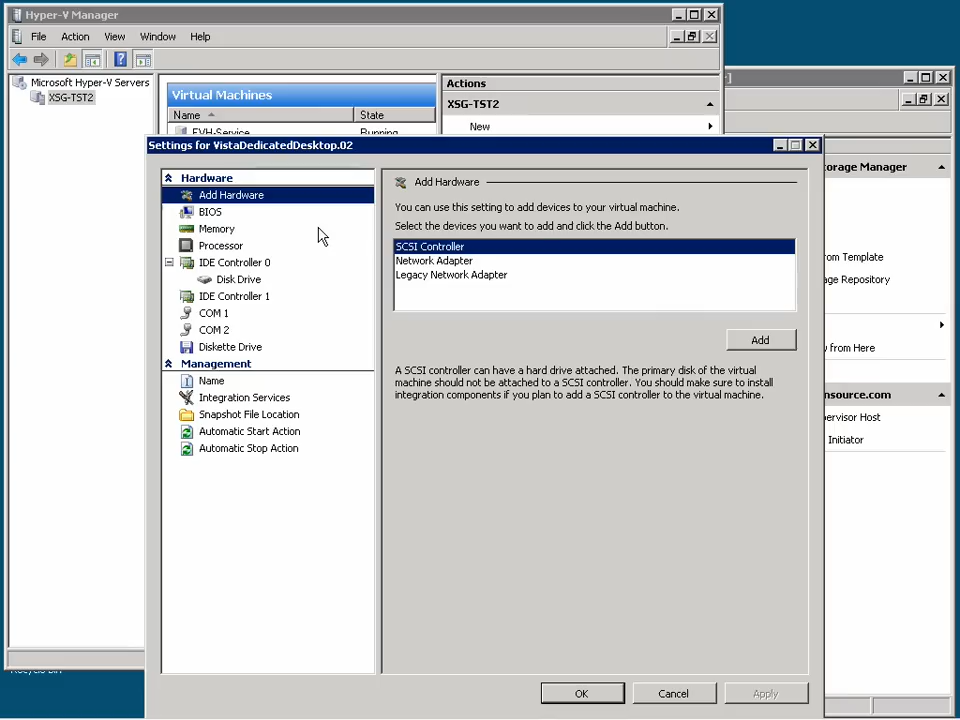 Hyper-V Manager
File Action View Window Help
Microsoft Hyper-V Servers
XSG-TST2
Virtual Machines
Name State
EVH-Service Running
Actions
XSG-TST2
New
Settings for VistaDedicatedDesktop.02
Hardware
Add Hardware
BIOS
Memory
Processor
IDE Controller 0
Disk Drive
IDE Controller 1
COM 1
COM 2
Diskette Drive
Management
Name
Integration Services
Snapshot File Location
Automatic Start Action
Automatic Stop Action
Add Hardware
You can use this setting to add devices to your virtual machine.
Select the devices you want to add and click the Add button.
SCSI Controller
Network Adapter
Legacy Network Adapter
Add
A SCSI controller can have a hard drive attached. The primary disk of the virtual
machine should not be attached to a SCSI controller. You should make sure to install
integration components if you plan to add a SCSI controller to the virtual machine.
OK Cancel Apply
]
orage Manager
om Template
ge Repository
from Here
nsource.com
ervisor Host
Initiator